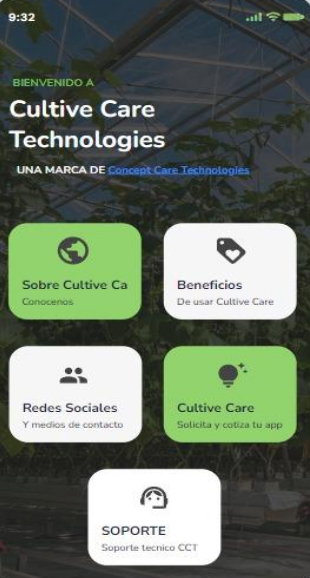 9:32
BIENVENIDO A
Cultive Care
Technologies
UNA MARCA DE Concept Care Technologies
Sobre Cultive Ca
Conocenos
Beneficios
De usar Cultive Care
Redes Sociales
Y medios de contacto
Cultive Care
Solicita y cotiza tu app
SOPORTE
Soporte tecnico CCT